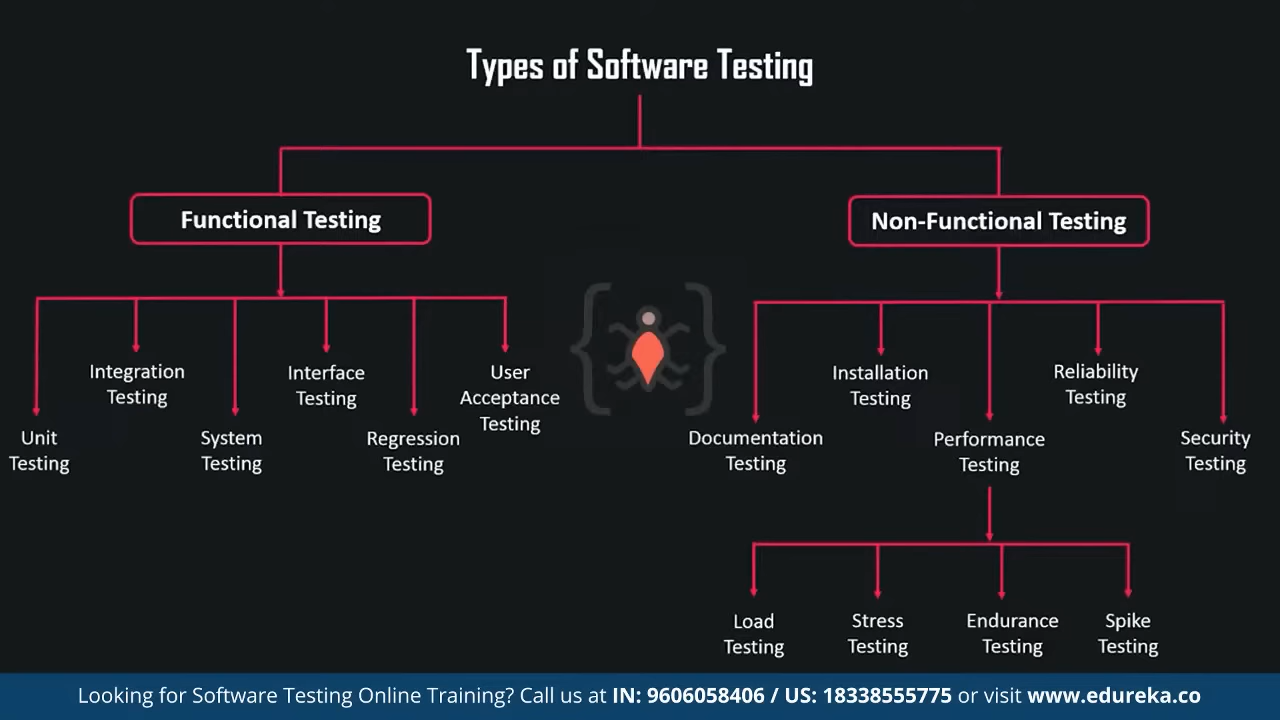 Types of Software Testing
Functional Testing
Non-Functional Testing
Unit
Testing
Integration
Testing
System
Testing
Interface
Testing
Regression
Testing
User
Acceptance
Testing
Documentation
Testing
Installation
Testing
Performance
Testing
Reliability
Testing
Security
Testing
Load
Testing
Stress
Testing
Endurance
Testing
Spike
Testing
Looking for Software Testing Online Training? Call us at IN: 9606058406 / US: 18338555775 or visit www.edureka.co